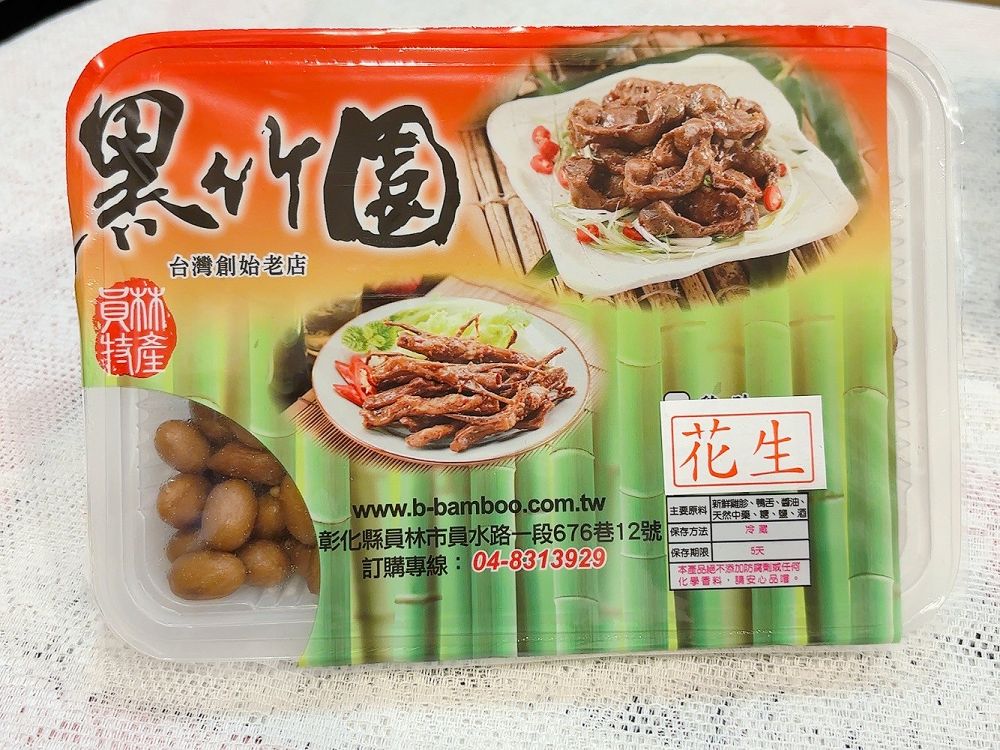 黑竹園
台灣創始老店
員林
特產
花生
www.b-bamboo.com.tw
彰化縣員林市員水路一段676巷12號
訂購專線：04-8313929
主要原料 新鮮雞胗、鴨舌、醬油、
天然中藥、糖、鹽、酒
保存方法 冷藏
保存期限 5天
本產品絕不添加防腐劑或任何
化學香料，請安心品嚐。